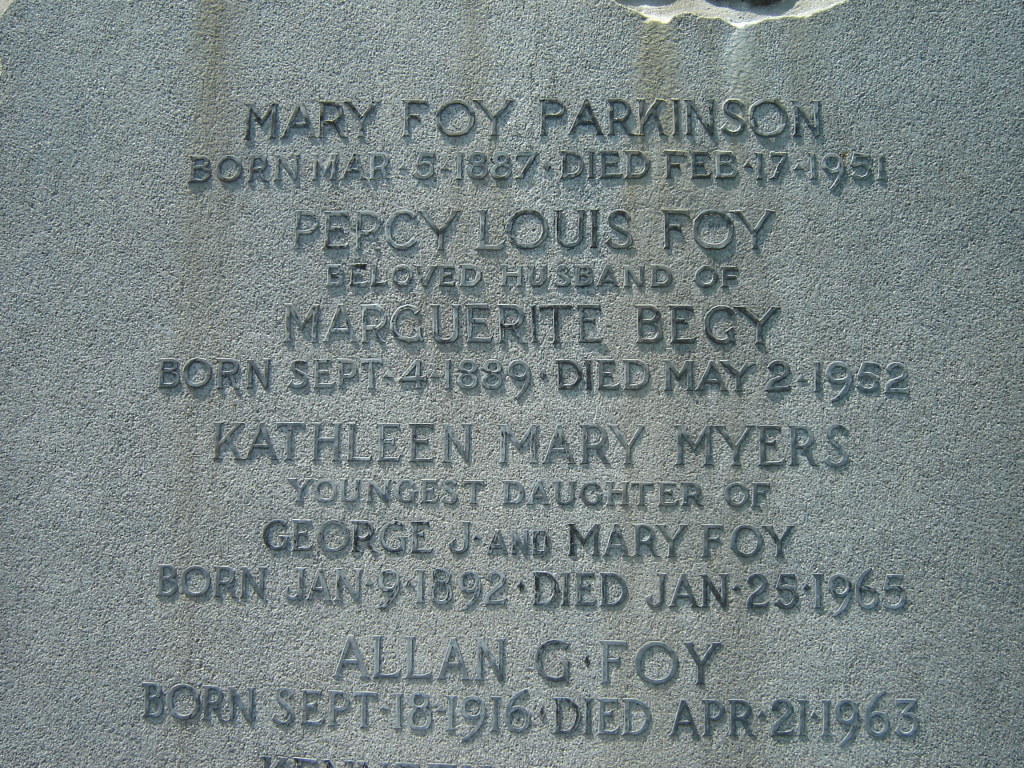 MARY FOY PARKINSON
BORN MAR·5·1887·DIED FEB·17·1951
PERCY LOUIS FOY
BELOVED HUSBAND OF
MARGUERITE BEGY
BORN SEPT·4·1889·DIED MAY 2·1952
KATHLEEN MARY MYERS
YOUNGEST DAUGHTER OF
GEORGE J· AND MARY FOY
BORN JAN·9·1892·DIED JAN·25·1965
ALLAN G·FOY
BORN SEPT·18·1916·DIED APR·21·1963